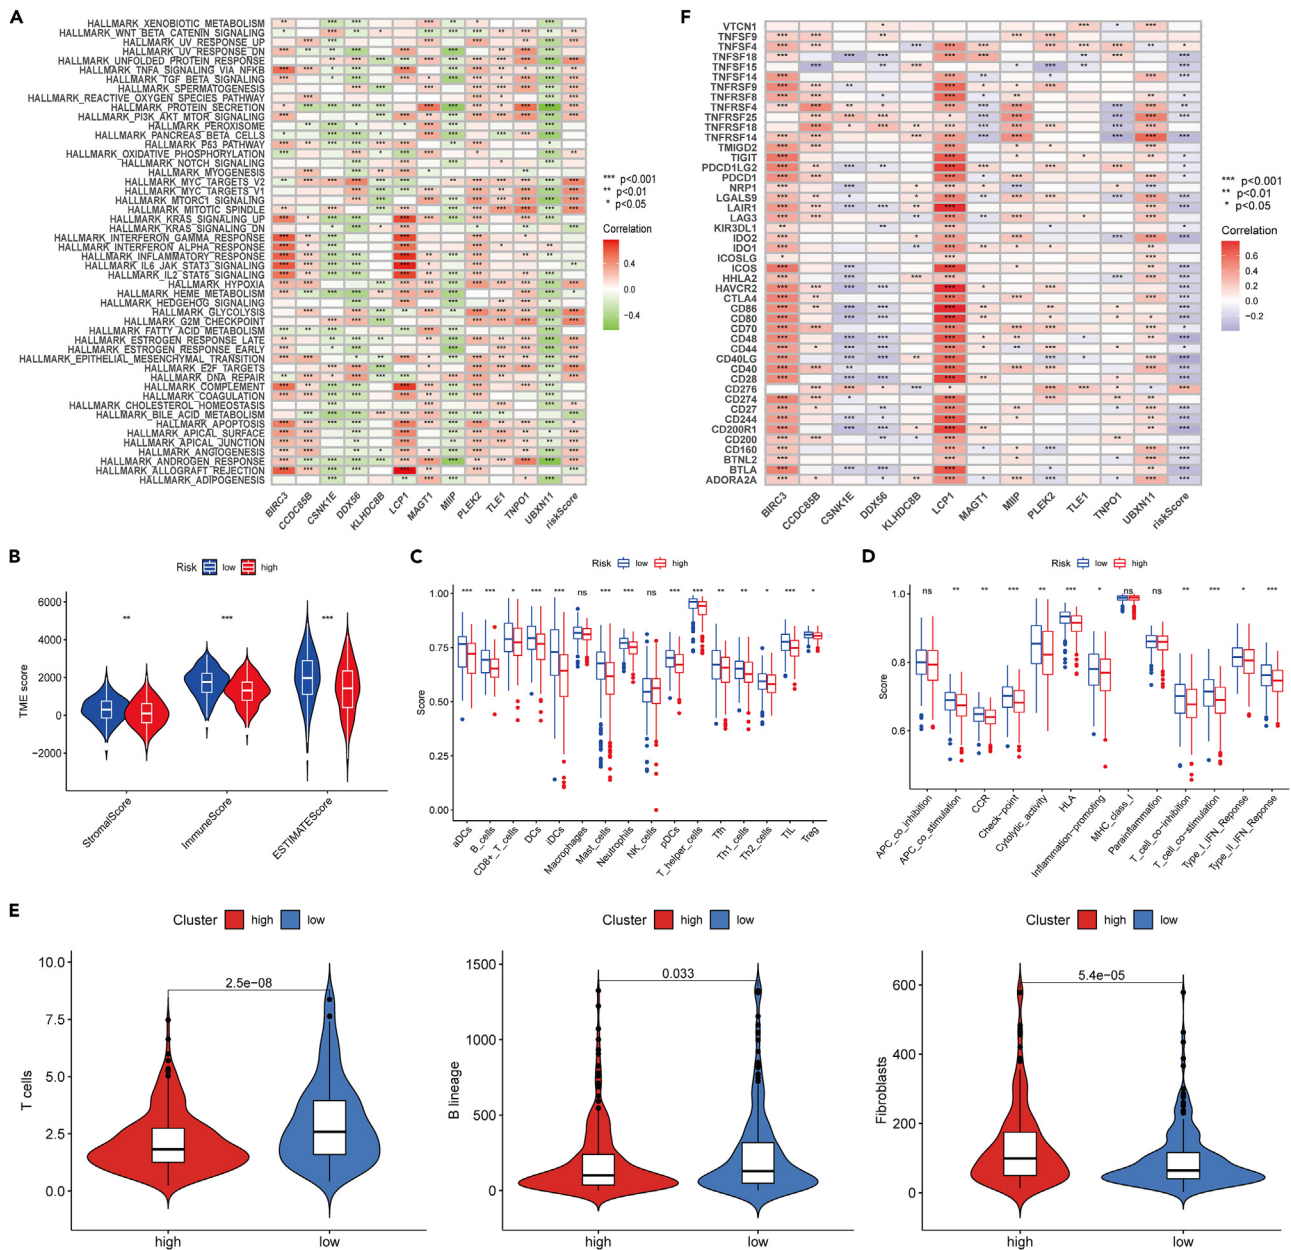 A
HALLMARK_XENOBIOTIC_METABOLISM
HALLMARK_WNT_BETA_CATENIN_SIGNALING
HALLMARK_UV_RESPONSE_UP
HALLMARK_UV_RESPONSE_DN
HALLMARK_UNFOLDED_PROTEIN_RESPONSE
HALLMARK_TNFA_SIGNALING_VIA_NFKB
HALLMARK_TGF_BETA_SIGNALING
HALLMARK_SPERMATOGENESIS
HALLMARK_REACTIVE_OXYGEN_SPECIES_PATHWAY
HALLMARK_PROTEIN_SECRETION
HALLMARK_PI3K_AKT_MTOR_SIGNALING
HALLMARK_PEROXISOME
HALLMARK_PANCREAS_BETA_CELLS
HALLMARK_P53_PATHWAY
HALLMARK_OXIDATIVE_PHOSPHORYLATION
HALLMARK_NOTCH_SIGNALING
HALLMARK_MYOGENESIS
HALLMARK_MYC_TARGETS_V2
HALLMARK_MYC_TARGETS_V1
HALLMARK_MTORC1_SIGNALING
HALLMARK_MITOTIC_SPINDLE
HALLMARK_KRAS_SIGNALING_UP
HALLMARK_KRAS_SIGNALING_DN
HALLMARK_INTERFERON_GAMMA_RESPONSE
HALLMARK_INTERFERON_ALPHA_RESPONSE
HALLMARK_INFLAMMATORY_RESPONSE
HALLMARK_IL6_JAK_STAT3_SIGNALING
HALLMARK_IL2_STAT5_SIGNALING
HALLMARK_HYPOXIA
HALLMARK_HEME_METABOLISM
HALLMARK_HEDGEHOG_SIGNALING
HALLMARK_GLYCOLYSIS
HALLMARK_G2M_CHECKPOINT
HALLMARK_FATTY_ACID_METABOLISM
HALLMARK_ESTROGEN_RESPONSE_LATE
HALLMARK_ESTROGEN_RESPONSE_EARLY
HALLMARK_EPITHELIAL_MESENCHYMAL_TRANSITION
HALLMARK_E2F_TARGETS
HALLMARK_DNA_REPAIR
HALLMARK_COMPLEMENT
HALLMARK_COAGULATION
HALLMARK_CHOLESTEROL_HOMEOSTASIS
HALLMARK_BILE_ACID_METABOLISM
HALLMARK_APOPTOSIS
HALLMARK_APICAL_SURFACE
HALLMARK_APICAL_JUNCTION
HALLMARK_ANGIOGENESIS
HALLMARK_ANDROGEN_RESPONSE
HALLMARK_ALLOGRAFT_REJECTION
HALLMARK_ADIPOGENESIS
BIRC3 CCDC85B CSNK1E DDX56 KLHDC8B LCP1 MAGT1 MIIP PLEK2 TLE1 TNPO1 UBXN11 riskScore
*** p<0.001
** p<0.01
* p<0.05
Correlation
0.4
0.0
−0.4
F
VTCN1
TNFSF9
TNFSF4
TNFSF18
TNFSF15
TNFSF14
TNFRSF9
TNFRSF8
TNFRSF4
TNFRSF25
TNFRSF18
TNFRSF14
TMIGD2
TIGIT
PDCD1LG2
PDCD1
NRP1
LGALS9
LAIR1
LAG3
KIR3DL1
IDO2
IDO1
ICOSLG
ICOS
HHLA2
HAVCR2
CTLA4
CD86
CD80
CD70
CD48
CD44
CD40LG
CD40
CD28
CD276
CD274
CD27
CD244
CD200R1
CD200
CD160
BTNL2
BTLA
ADORA2A
BIRC3 CCDC85B CSNK1E DDX56 KLHDC8B LCP1 MAGT1 MIIP PLEK2 TLE1 TNPO1 UBXN11 riskScore
*** p<0.001
** p<0.01
* p<0.05
Correlation
0.6
0.4
0.2
0.0
−0.2
B
Risk low high
TME score
6000
4000
2000
0
−2000
** *** ***
StromalScore ImmuneScore ESTIMATEScore
C
Risk low high
Score
1.00
0.75
0.50
0.25
0.00
*** *** * *** *** ns *** *** ns *** *** ** ** * *** *
aDCs B_cells CD8+_T_cells DCs iDCs Macrophages Mast_cells Neutrophils NK_cells pDCs T_helper_cells Tfh Th1_cells Th2_cells TIL Treg
D
Risk low high
Score
1.0
0.8
0.6
ns ** ** *** ** *** * ns ns ** *** * ***
APC_co_inhibition APC_co_stimulation CCR Check−point Cytolytic_activity HLA Inflammation−promoting MHC_class_I Parainflammation T_cell_co−inhibition T_cell_co−stimulation Type_I_IFN_Reponse Type_II_IFN_Reponse
E
Cluster high low
T cells
10.0
7.5
5.0
2.5
0.0
2.5e−08
high low
Cluster high low
B lineage
1500
1000
500
0
0.033
high low
Cluster high low
Fibroblasts
600
400
200
0
5.4e−05
high low